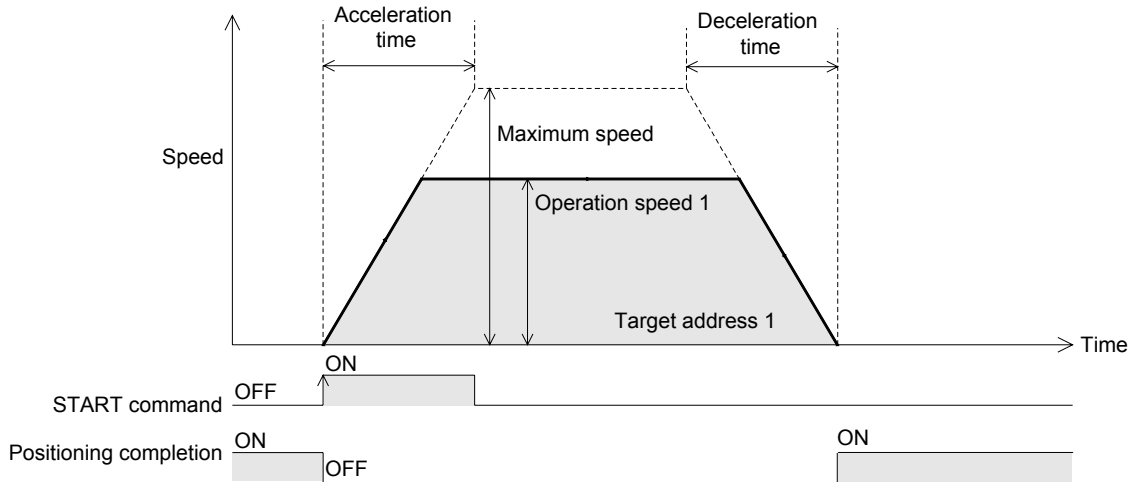 Acceleration
time
Deceleration
time
Maximum speed
Speed
Operation speed 1
Target address 1
Time
ON
OFF
START command
ON
ON
Positioning completion
OFF